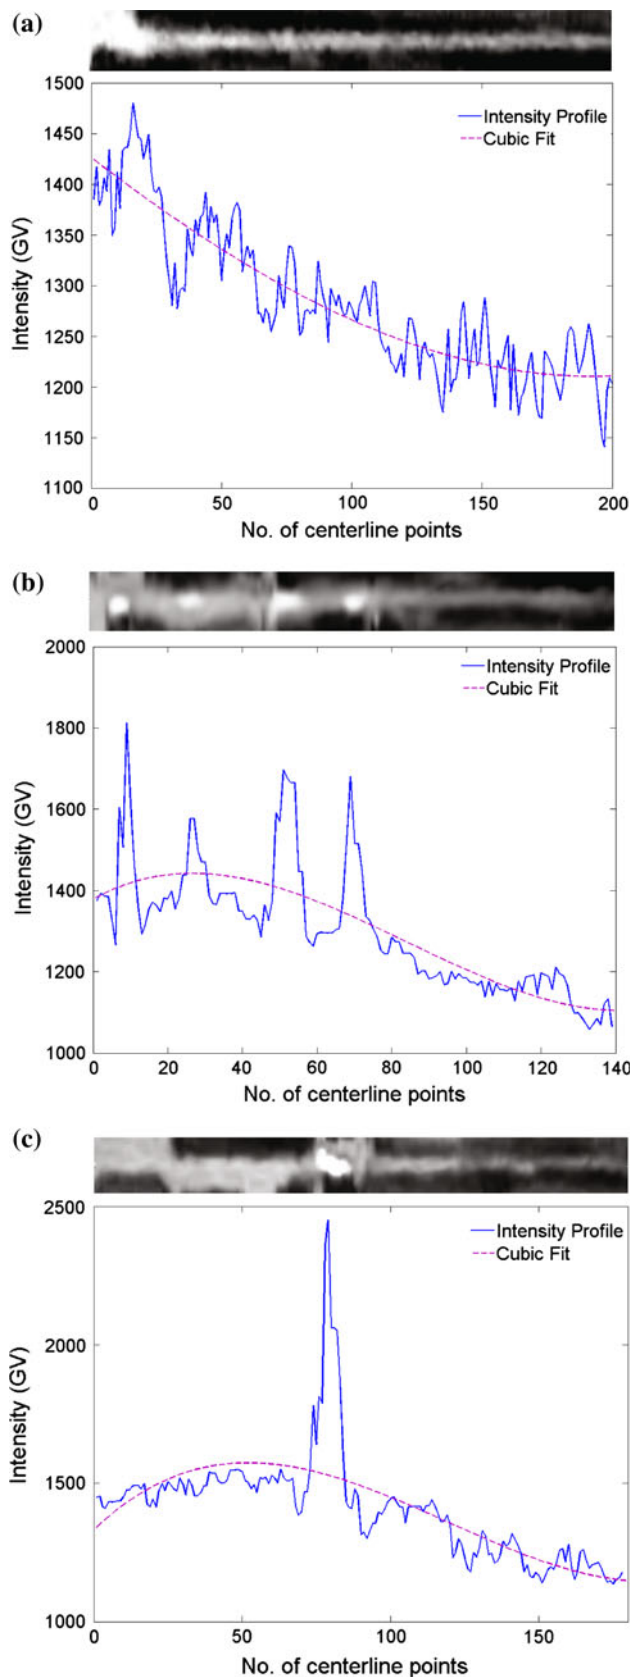 (a)
1500
1450
1400
1350
1300
1250
1200
1150
1100
Intensity (GV)
Intensity Profile
Cubic Fit
0 50 100 150 200
No. of centerline points
(b)
2000
1800
1600
1400
1200
1000
Intensity (GV)
Intensity Profile
Cubic Fit
0 20 40 60 80 100 120 140
No. of centerline points
(c)
2500
2000
1500
1000
Intensity (GV)
Intensity Profile
Cubic Fit
0 50 100 150
No. of centerline points